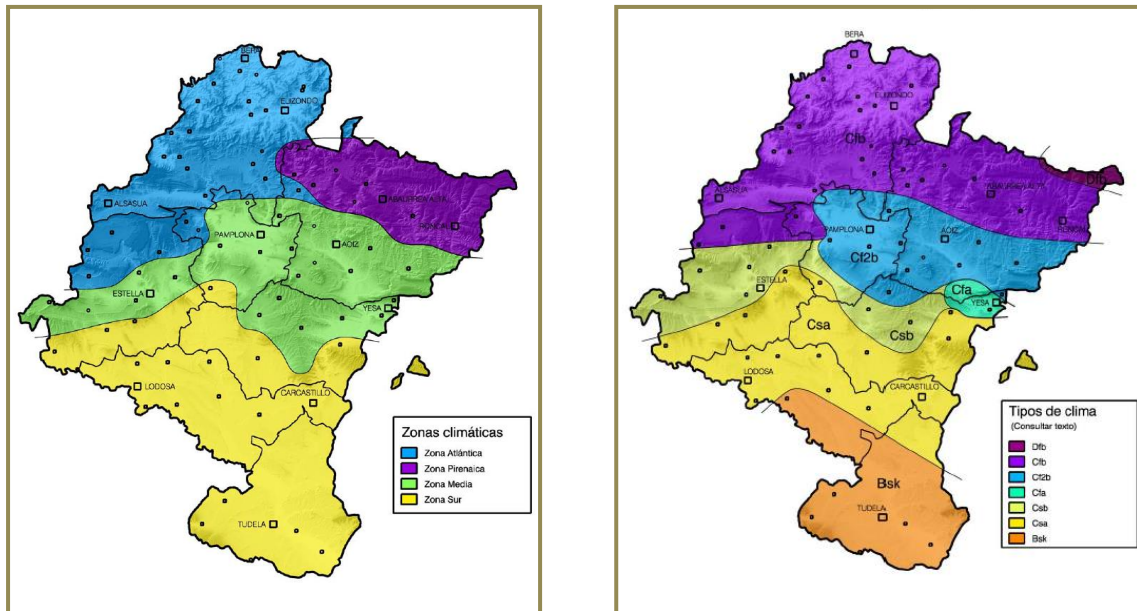 BERA
ELIZONDO
ALSASUA
ABAURREA ALTA
RONCAL
PAMPLONA
AOIZ
ESTELLA
YESA
LODOSA
CARCASTILLO
TUDELA
Zonas climáticas
Zona Atlántica
Zona Pirenaica
Zona Media
Zona Sur
BERA
ELIZONDO
Cfb
Dfb
ALSASUA
ABAURREA ALTA
RONCAL
PAMPLONA
AOIZ
Cf2b
ESTELLA
Cfa
YESA
Csa
Csb
LODOSA
CARCASTILLO
Bsk
TUDELA
Tipos de clima
(Consultar texto)
Dfb
Cfb
Cf2b
Cfa
Csb
Csa
Bsk